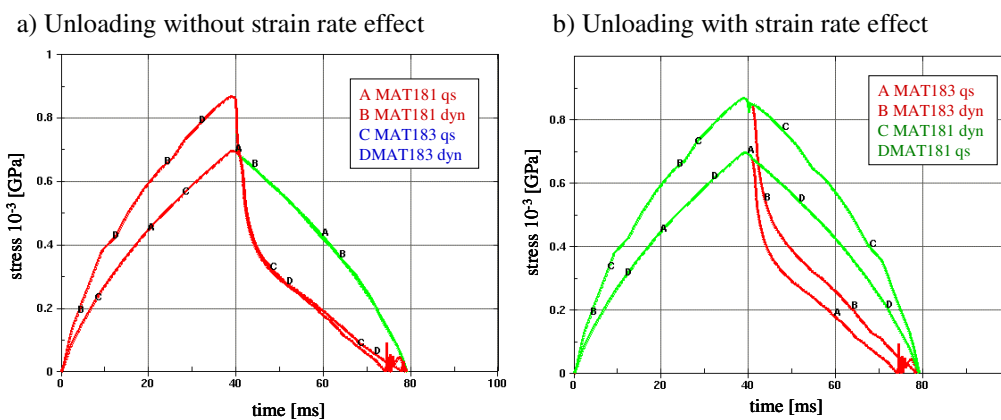 a) Unloading without strain rate effect
b) Unloading with strain rate effect
1
0.8
0.6
0.4
0.2
0
stress 10-3 [GPa]
A MAT181 qs
B MAT181 dyn
C MAT183 qs
DMAT183 dyn
D
B
A
B
C
A
D
A
B
C
B
C
D
C
D
0
20
40
60
80
100
time [ms]
0.8
0.6
0.4
0.2
0
stress 10-3 [GPa]
A MAT183 qs
B MAT183 dyn
C MAT181 dyn
DMAT181 qs
C
C
B
A
D
B
D
A
C
C
D
B
B
D
A
0
20
40
60
80
time [ms]